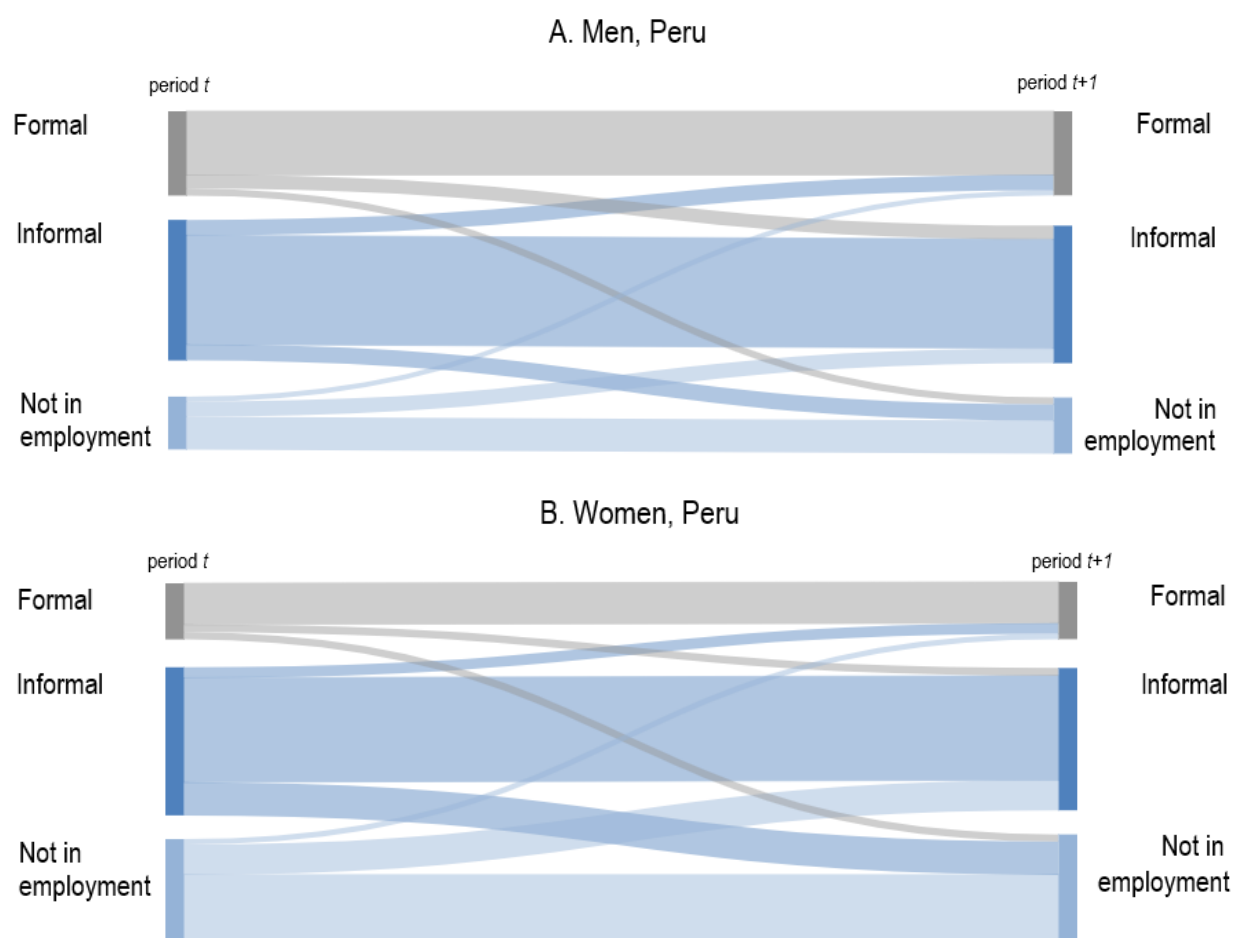 A. Men, Peru
period t
period t+1
Formal
Formal
Informal
Informal
Not in
employment
Not in
employment
B. Women, Peru
period t
period t+1
Formal
Formal
Informal
Informal
Not in
employment
Not in
employment